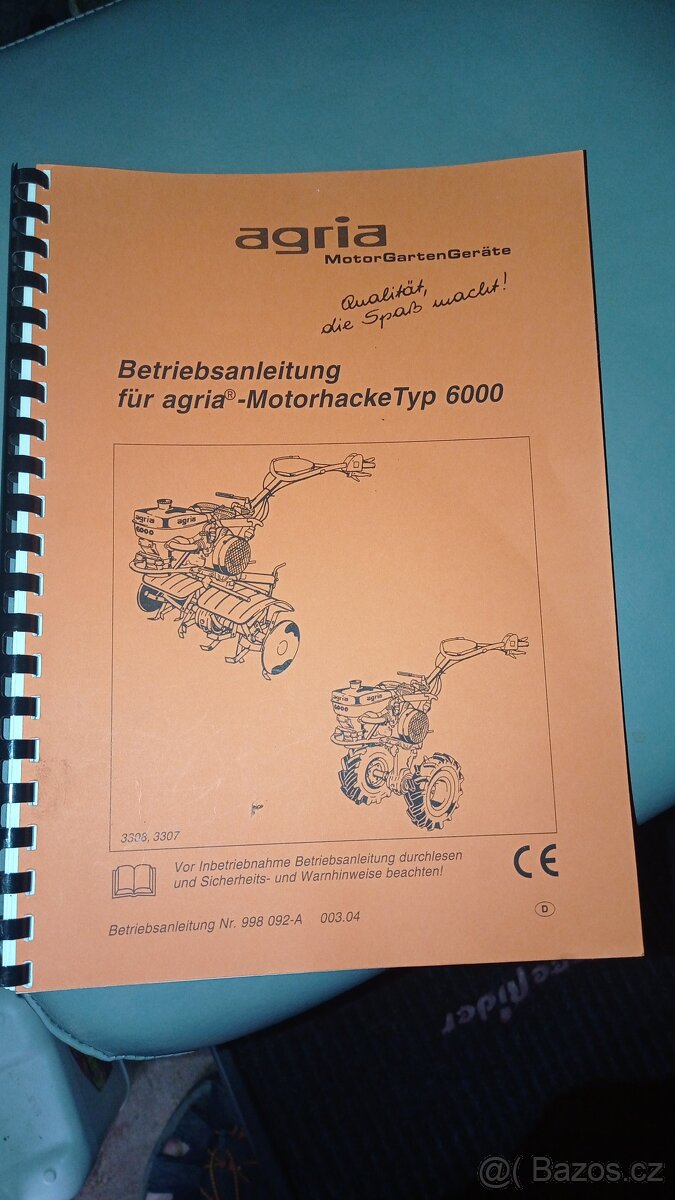 agria
MotorGartenGeräte
Qualität,
die Spaß macht!
Betriebsanleitung
für agria®-MotorhackeTyp 6000
agria agria
6000
agria agria
6000
3308, 3307
Vor Inbetriebnahme Betriebsanleitung durchlesen
und Sicherheits- und Warnhinweise beachten!
CE
Betriebsanleitung Nr. 998 092-A 003.04
D
@( Bazos.cz